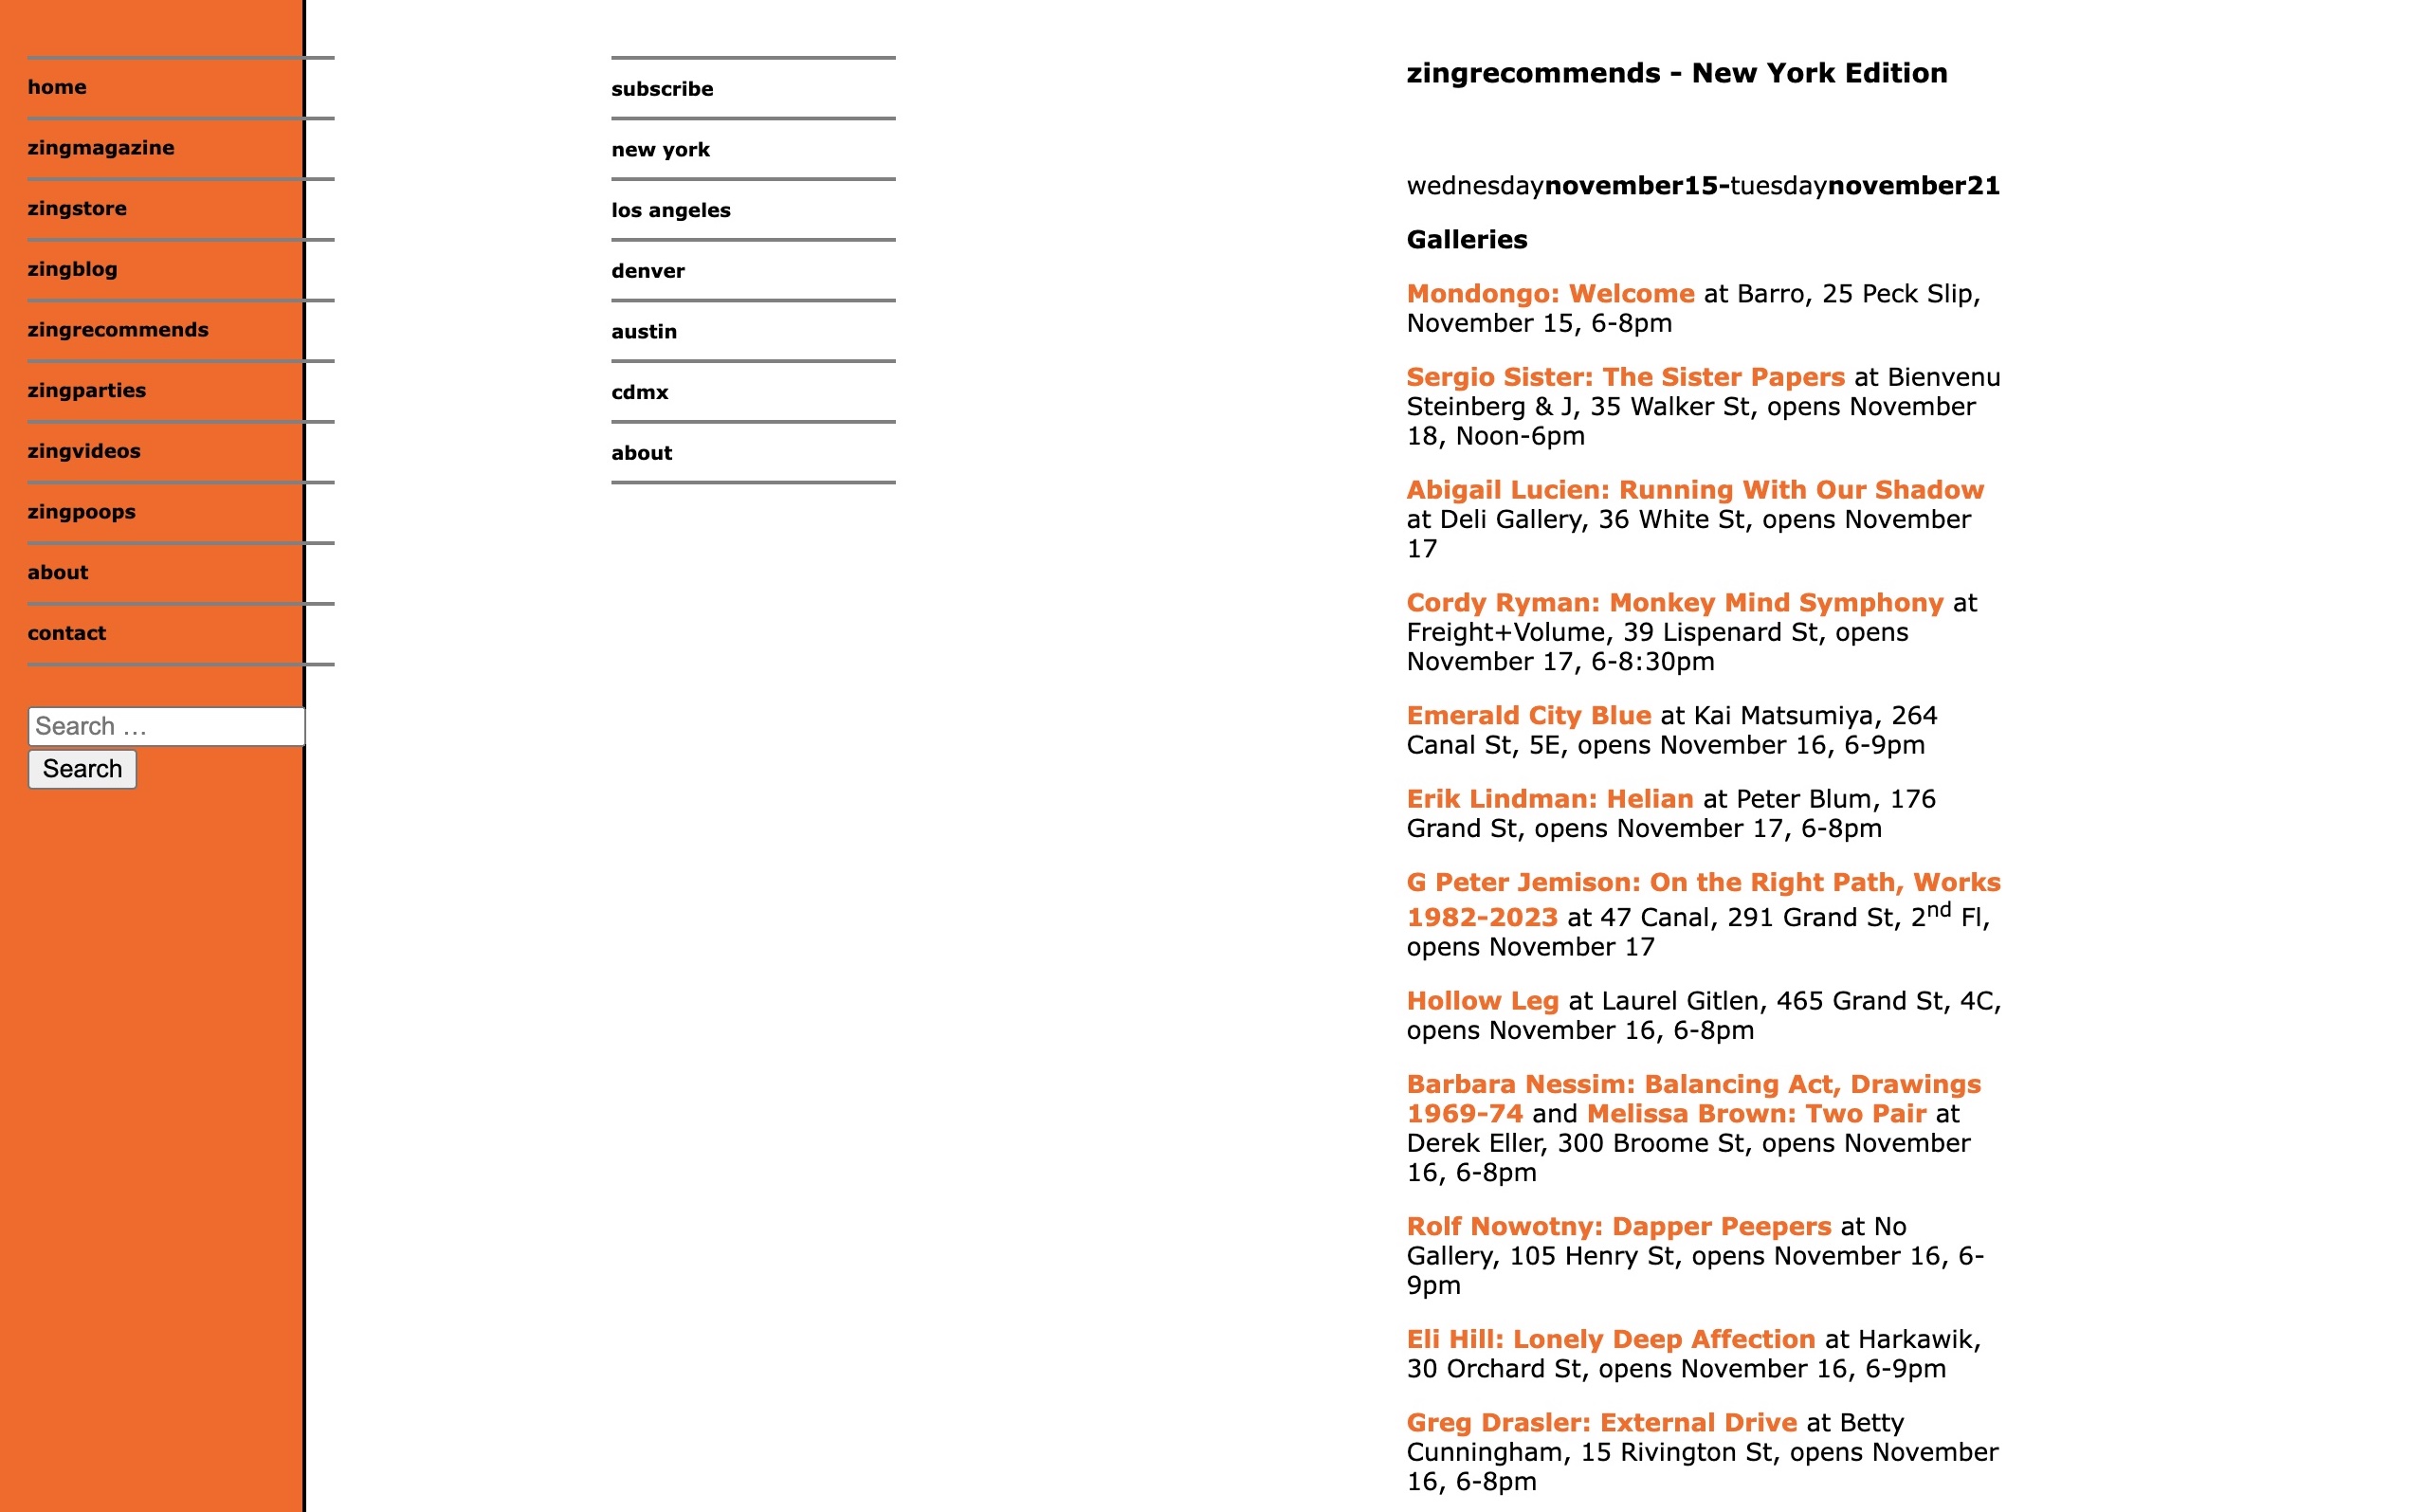 home
zingmagazine
zingstore
zingblog
zingrecommends
zingparties
zingvideos
zingpoops
about
contact
Search …
Search
subscribe
new york
los angeles
denver
austin
cdmx
about
zingrecommends - New York Edition
wednesdaynovember15-tuesdaynovember21
Galleries
Mondongo: Welcome at Barro, 25 Peck Slip,
November 15, 6-8pm
Sergio Sister: The Sister Papers at Bienvenu
Steinberg & J, 35 Walker St, opens November
18, Noon-6pm
Abigail Lucien: Running With Our Shadow
at Deli Gallery, 36 White St, opens November
17
Cordy Ryman: Monkey Mind Symphony at
Freight+Volume, 39 Lispenard St, opens
November 17, 6-8:30pm
Emerald City Blue at Kai Matsumiya, 264
Canal St, 5E, opens November 16, 6-9pm
Erik Lindman: Helian at Peter Blum, 176
Grand St, opens November 17, 6-8pm
G Peter Jemison: On the Right Path, Works
1982-2023 at 47 Canal, 291 Grand St, 2nd Fl,
opens November 17
Hollow Leg at Laurel Gitlen, 465 Grand St, 4C,
opens November 16, 6-8pm
Barbara Nessim: Balancing Act, Drawings
1969-74 and Melissa Brown: Two Pair at
Derek Eller, 300 Broome St, opens November
16, 6-8pm
Rolf Nowotny: Dapper Peepers at No
Gallery, 105 Henry St, opens November 16, 6-
9pm
Eli Hill: Lonely Deep Affection at Harkawik,
30 Orchard St, opens November 16, 6-9pm
Greg Drasler: External Drive at Betty
Cunningham, 15 Rivington St, opens November
16, 6-8pm